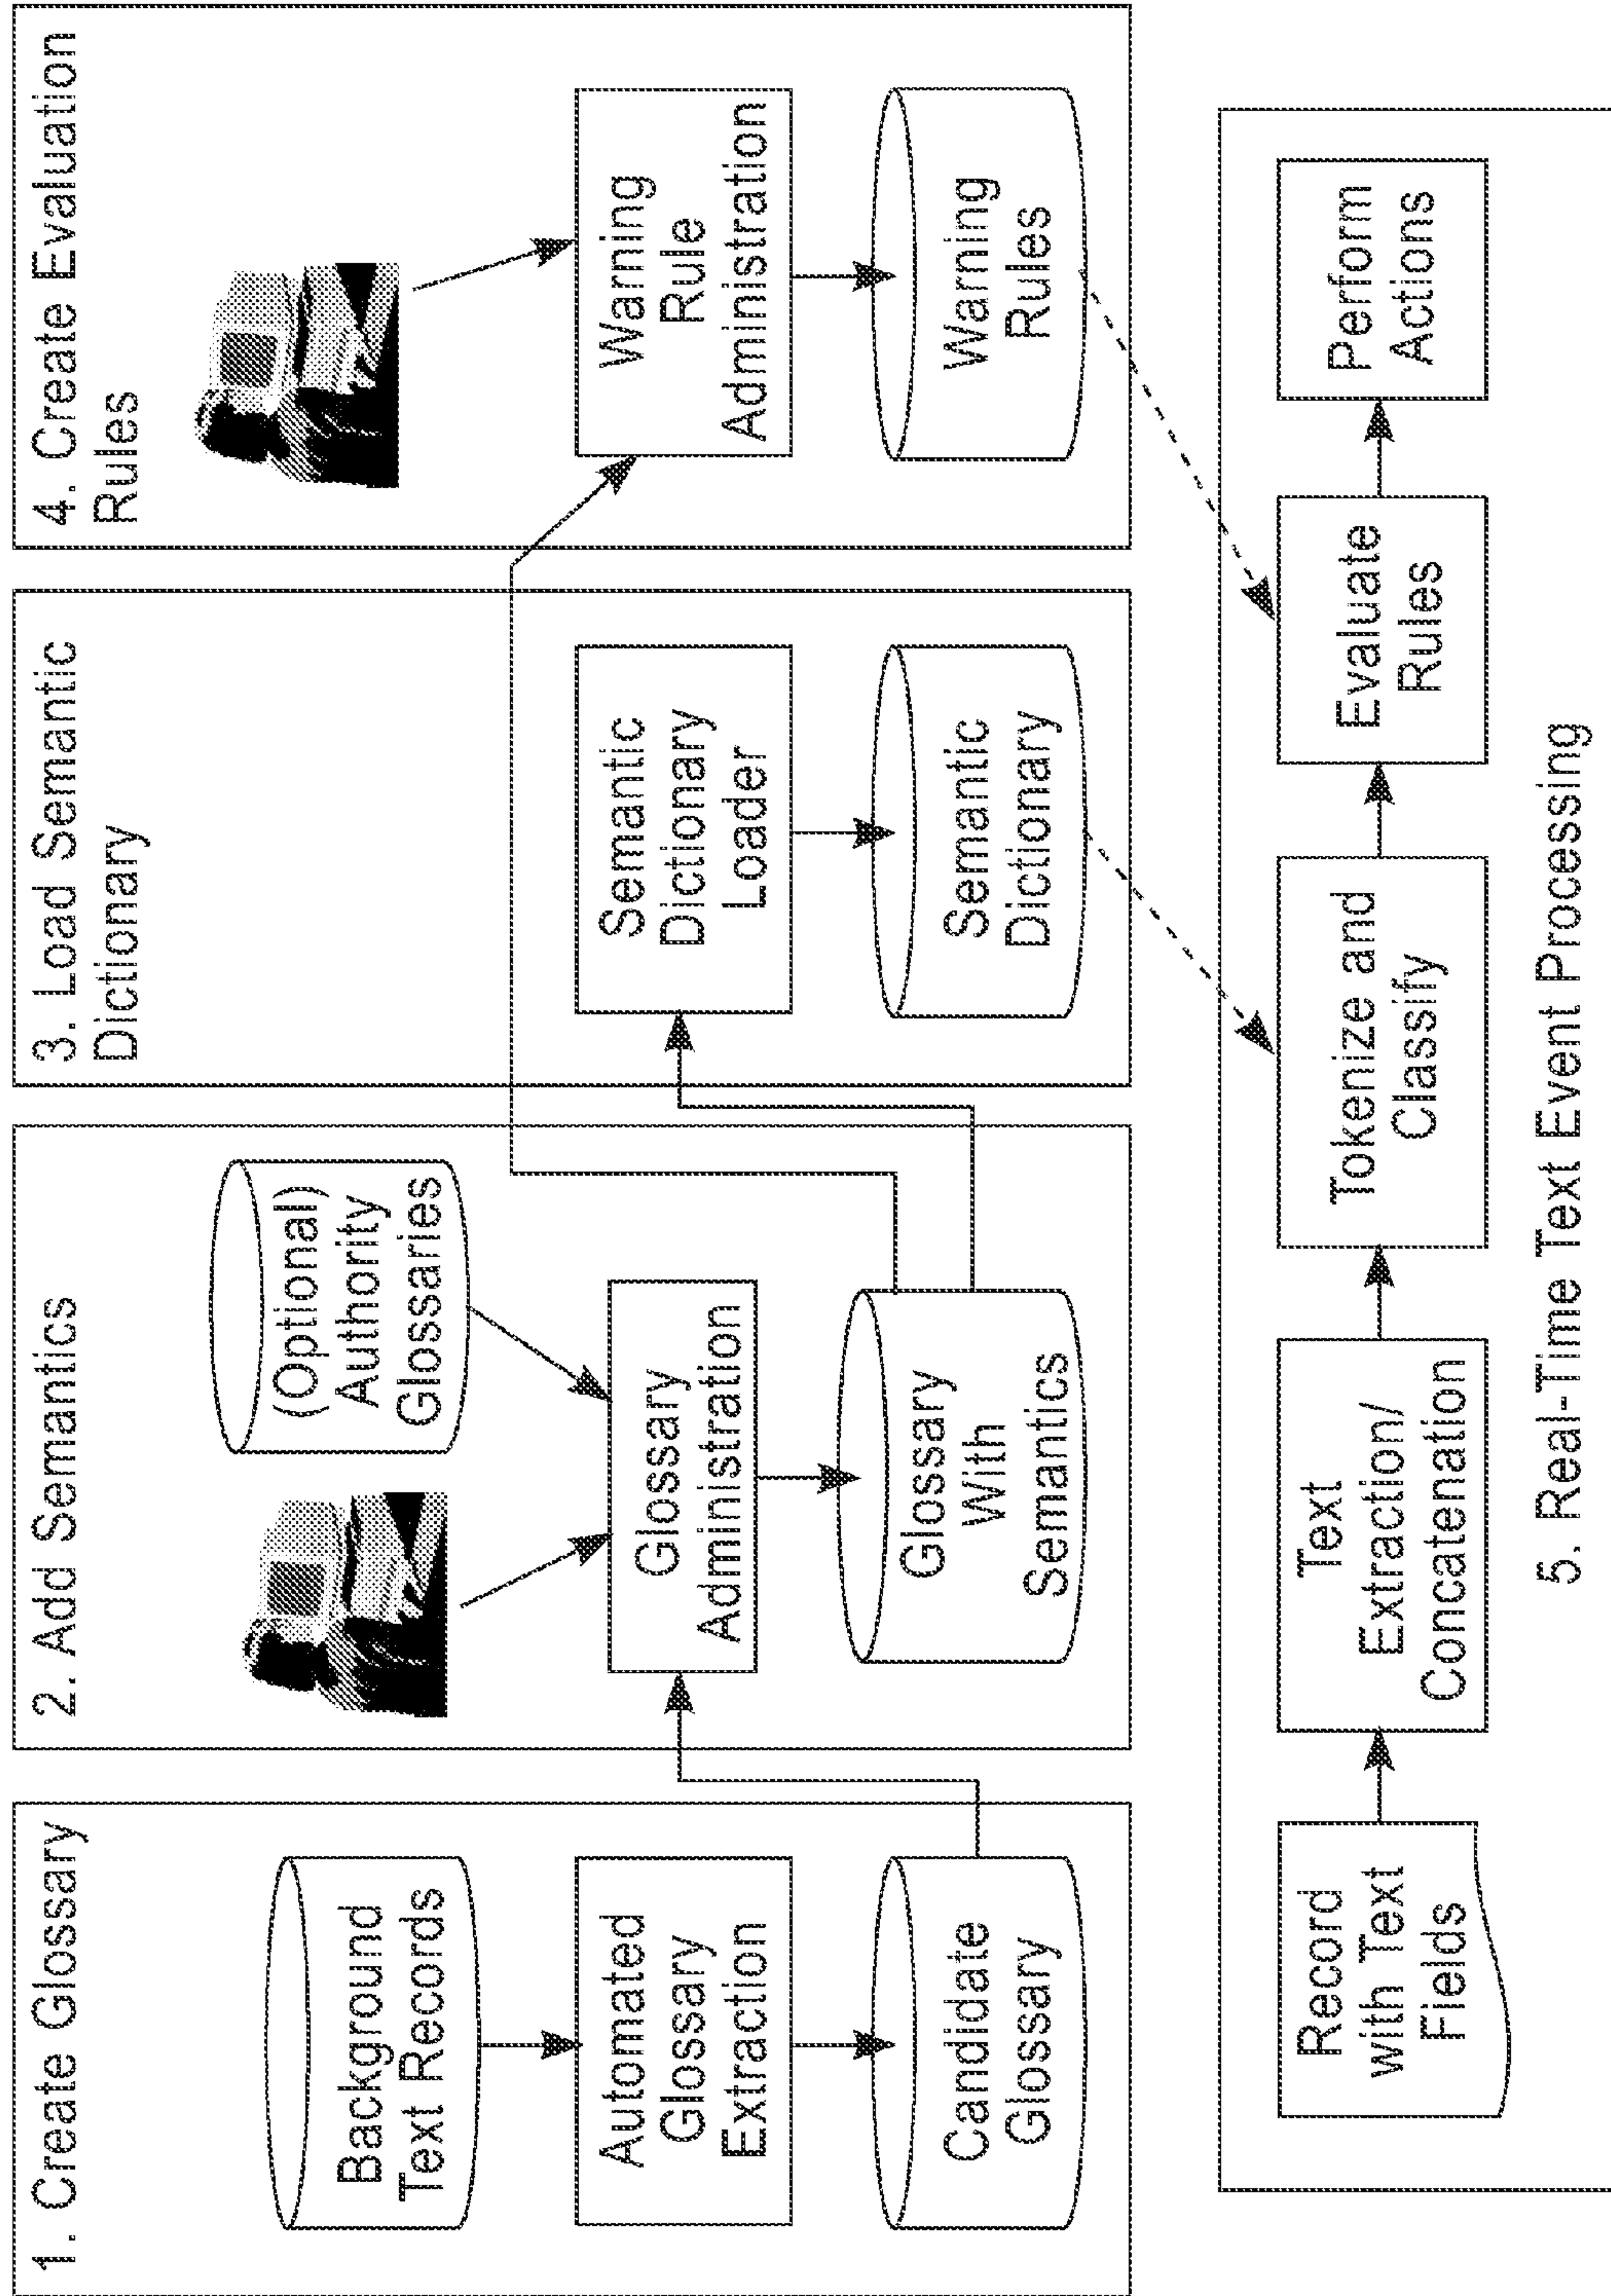 1. Create Glossary
Background
Text Records
Automated
Glossary
Extraction
Candidate
Glossary
2. Add Semantics
(Optional)
Authority
Glossaries
Glossary
Administration
Glossary
With
Semantics
3. Load Semantic
Dictionary
Semantic
Dictionary
Loader
Semantic
Dictionary
4. Create Evaluation
Rules
Warning
Rule
Administration
Warning
Rules
Record
with Text
Fields
Text
Extraction/
Concatenation
Tokenize and
Classify
Evaluate
Rules
Perform
Actions
5. Real-Time Text Event Processing